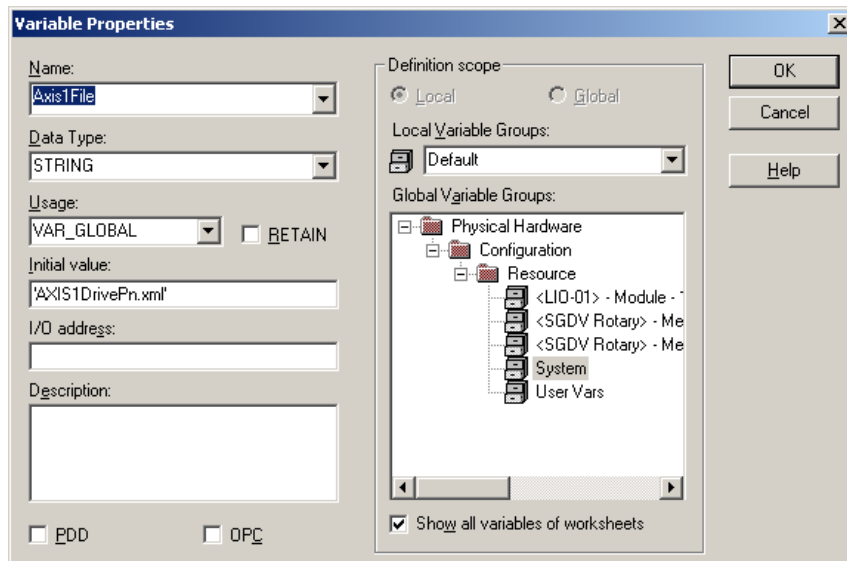 Variable Properties
Name:
Axis1File
Data Type:
STRING
Usage:
VAR_GLOBAL
RETAIN
Initial value:
'AXIS1DrivePn.xml'
I/O address:
Description:
PDD
OPC
Definition scope
Local
Global
Local Variable Groups:
Default
Global Variable Groups:
Physical Hardware
Configuration
Resource
<LIO-01> - Module -
<SGDV Rotary> - Me
<SGDV Rotary> - Me
System
User Vars
Show all variables of worksheets
OK
Cancel
Help